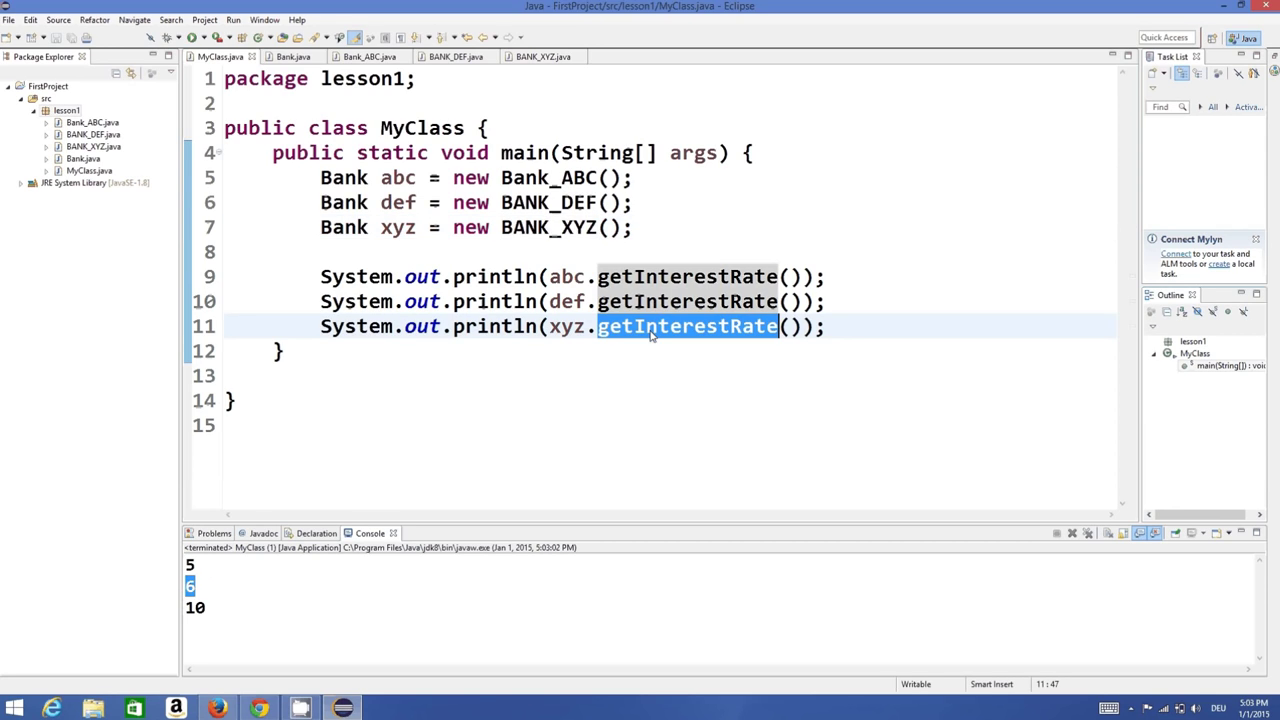 Java - FirstProject/src/lesson1/MyClass.java - Eclipse
File Edit Source Refactor Navigate Search Project Run Window Help
Quick Access Java
Package Explorer
FirstProject
src
lesson1
Bank_ABC.java
BANK_DEF.java
BANK_XYZ.java
Bank.java
MyClass.java
JRE System Library [JavaSE-1.8]
MyClass.java Bank.java Bank_ABC.java BANK_DEF.java BANK_XYZ.java
1 package lesson1;
2
3 public class MyClass {
4 public static void main(String[] args) {
5 Bank abc = new Bank_ABC();
6 Bank def = new BANK_DEF();
7 Bank xyz = new BANK_XYZ();
8
9 System.out.println(abc.getInterestRate());
10 System.out.println(def.getInterestRate());
11 System.out.println(xyz.getInterestRate());
12 }
13
14 }
15
Task List
Find All Activa...
Connect Mylyn
Connect to your task and ALM tools or create a local task.
Outline
lesson1
MyClass
main(String[]) : void
Problems Javadoc Declaration Console
<terminated> MyClass (1) [Java Application] C:\Program Files\Java\jdk8\bin\javaw.exe (Jan 1, 2015, 5:03:02 PM)
5
6
10
Writable Smart Insert 11 : 47
DEU 5:03 PM
1/1/2015